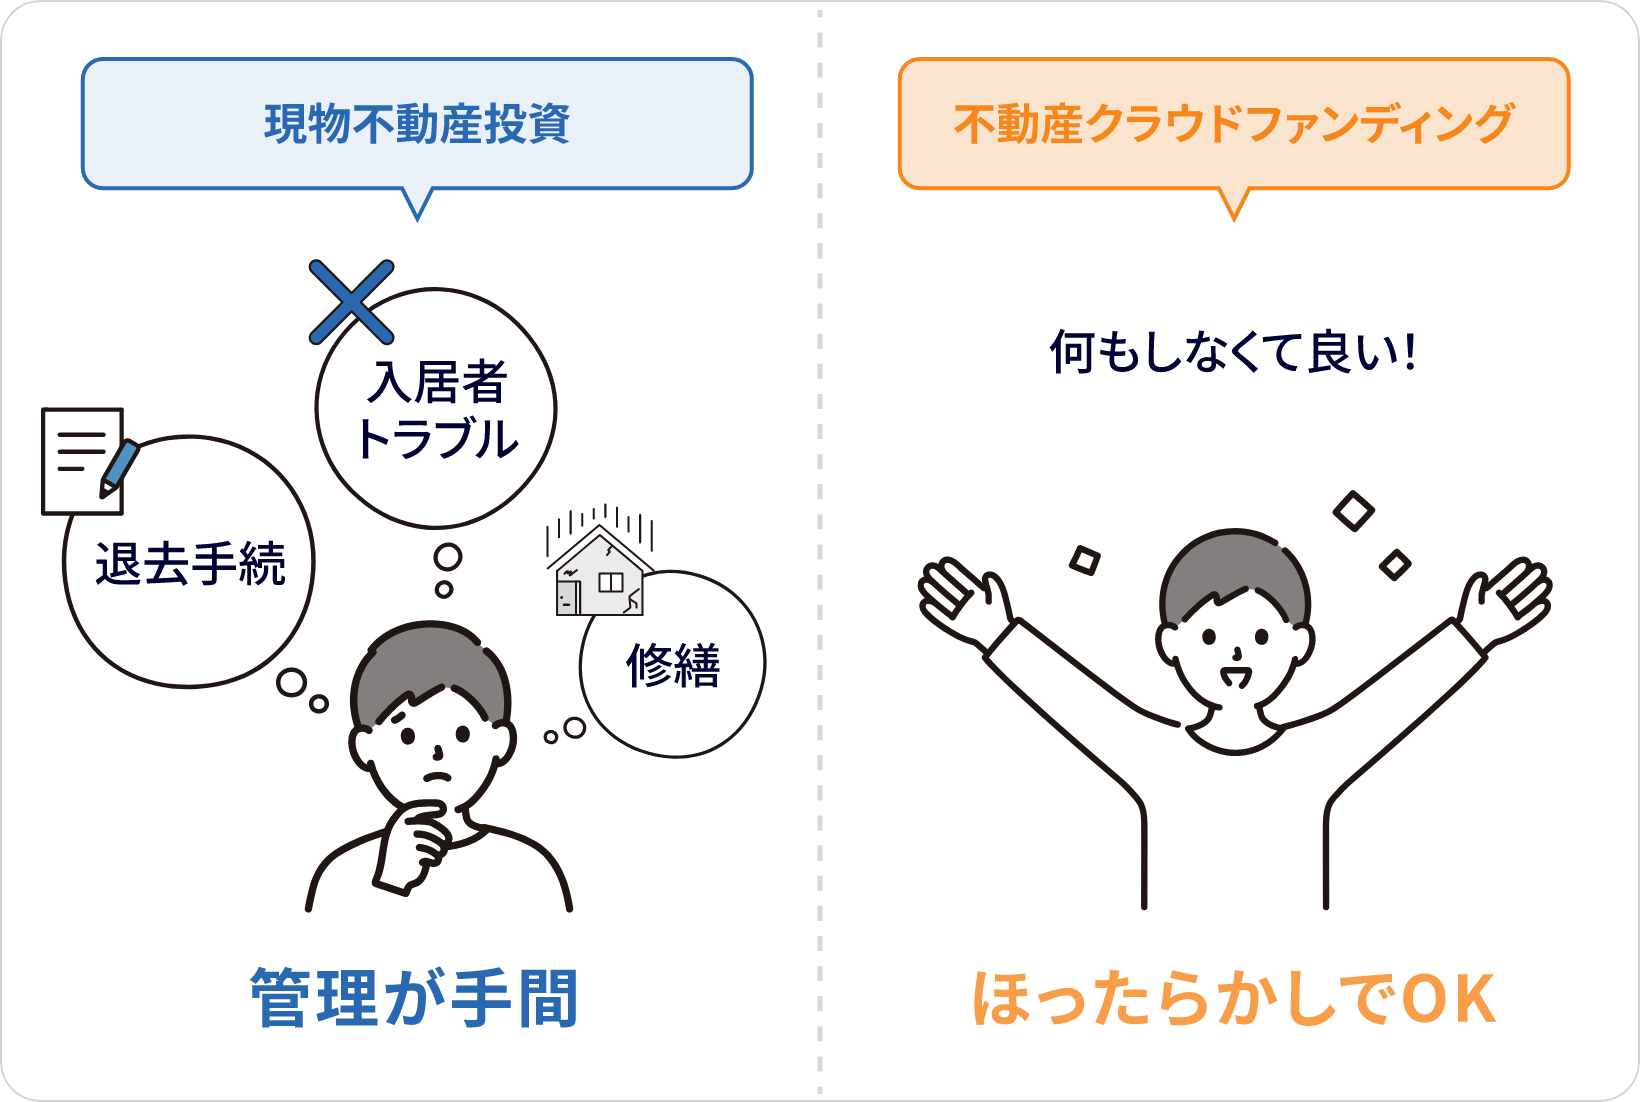 現物不動産投資
入居者
トラブル
退去手続
修繕
管理が手間
不動産クラウドファンディング
何もしなくて良い！
ほったらかしでOK